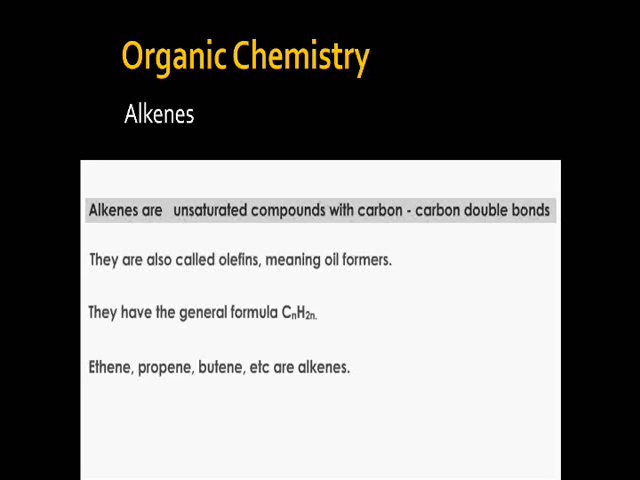 Organic Chemistry
Alkenes
Alkenes are unsaturated compounds with carbon - carbon double bonds
They are also called olefins, meaning oil formers.
They have the general formula CₙH₂ₙ.
Ethene, propene, butene, etc are alkenes.